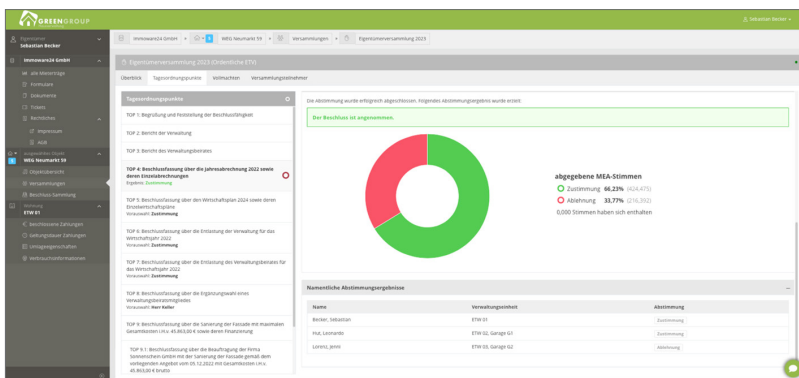 GREENGROUP
Sebastian Becker
Eigentümer
Sebastian Becker
Immoware24 GmbH
WEG Neumarkt 59
Versammlungen
Eigentümerversammlung 2023
Immoware24 GmbH
alle Mietverträge
Formulare
Dokumente
Tickets
Rechtliches
Impressum
AGB
ausgewähltes Objekt
WEG Neumarkt 59
Objektübersicht
Versammlungen
Beschluss-Sammlung
Wohnung
ETW 01
beschlossene Zahlungen
Geltungsdauer Zahlungen
Umlageeigenschaften
Verbrauchsinformationen
Eigentümerversammlung 2023 (Ordentliche ETV)
Überblick Tagesordnungspunkte Vollmachten Versammlungsteilnehmer
Tagesordnungspunkte
TOP 1: Begrüßung und Feststellung der Beschlussfähigkeit
TOP 2: Bericht der Verwaltung
TOP 3: Bericht des Verwaltungsbeirates
TOP 4: Beschlussfassung über die Jahresabrechnung 2022 sowie
deren Einzelabrechnungen
Ergebnis: Zustimmung
TOP 5: Beschlussfassung über den Wirtschaftsplan 2024 sowie deren
Einzelwirtschaftspläne
Vorauswahl: Zustimmung
TOP 6: Beschlussfassung über die Entlastung der Verwaltung für das
Wirtschaftsjahr 2022
Vorauswahl: Zustimmung
TOP 7: Beschlussfassung über die Entlastung des Verwaltungsbeirates für
das Wirtschaftsjahr 2022
Vorauswahl: Zustimmung
TOP 8: Beschlussfassung über die Ergänzungswahl eines
Verwaltungsbeiratsmitgliedes
Vorauswahl: Herr Keller
TOP 9: Beschlussfassung über die Sanierung der Fassade mit maximalen
Gesamtkosten i.H.v. 45.863,00 € sowie deren Finanzierung
TOP 9.1: Beschlussfassung über die Beauftragung der Firma
Sonnenschein GmbH mit der Sanierung der Fassade gemäß dem
vorliegenden Angebot vom 05.12.2022 mit Gesamtkosten i.H.v.
45.863,00 € brutto
Die Abstimmung wurde erfolgreich abgeschlossen. Folgendes Abstimmungsergebnis wurde erzielt:
Der Beschluss ist angenommen.
abgegebene MEA-Stimmen
Zustimmung 66,23% (424,475)
Ablehnung 33,77% (216,392)
0,000 Stimmen haben sich enthalten
Namentliche Abstimmungsergebnisse
Name Verwaltungseinheit Abstimmung
Becker, Sebastian ETW 01 Zustimmung
Hut, Leonardo ETW 02, Garage G1 Zustimmung
Lorenz, Jenni ETW 03, Garage G2 Ablehnung